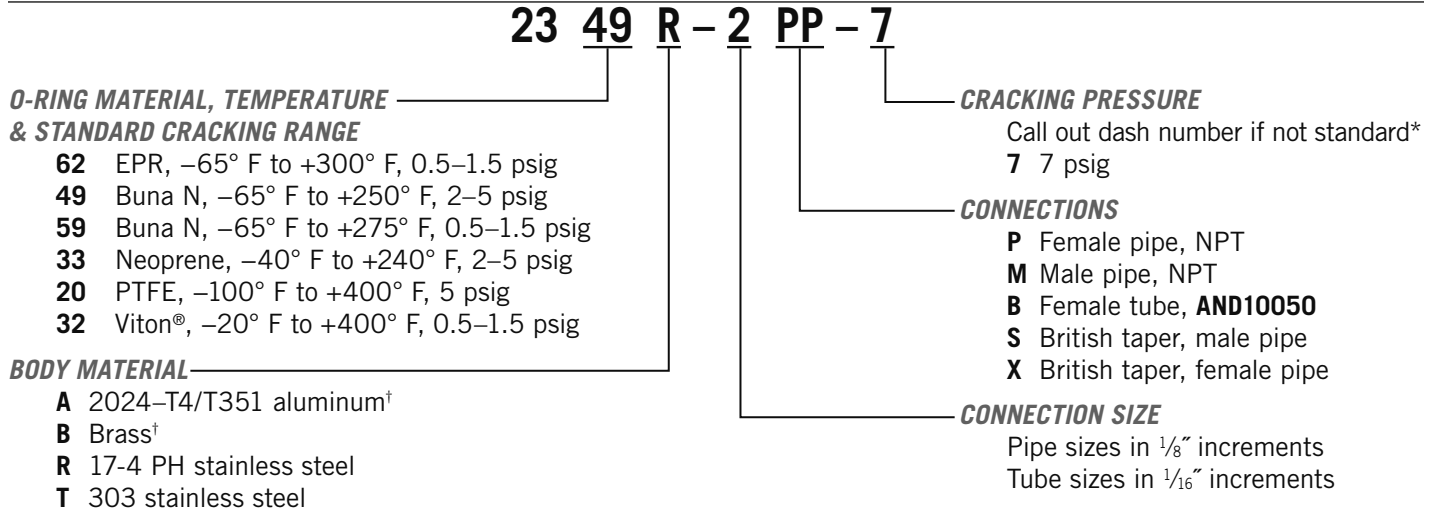 23 49 R – 2 PP – 7
O-RING MATERIAL, TEMPERATURE
& STANDARD CRACKING RANGE
62 EPR, –65° F to +300° F, 0.5–1.5 psig
49 Buna N, –65° F to +250° F, 2–5 psig
59 Buna N, –65° F to +275° F, 0.5–1.5 psig
33 Neoprene, –40° F to +240° F, 2–5 psig
20 PTFE, –100° F to +400° F, 5 psig
32 Viton®, –20° F to +400° F, 0.5–1.5 psig
BODY MATERIAL
A 2024–T4/T351 aluminum†
B Brass†
R 17-4 PH stainless steel
T 303 stainless steel
CRACKING PRESSURE
Call out dash number if not standard*
7 7 psig
CONNECTIONS
P Female pipe, NPT
M Male pipe, NPT
B Female tube, AND10050
S British taper, male pipe
X British taper, female pipe
CONNECTION SIZE
Pipe sizes in 1⁄8˝ increments
Tube sizes in 1⁄16˝ increments